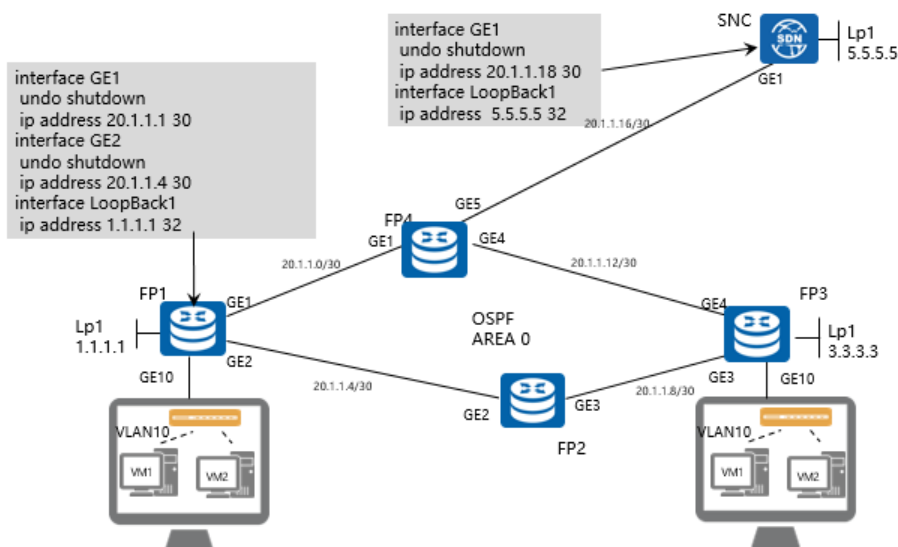 SNC
SDN
Lp1
5.5.5.5
GE1
interface GE1
undo shutdown
ip address 20.1.1.18 30
interface LoopBack1
ip address 5.5.5.5 32
interface GE1
undo shutdown
ip address 20.1.1.1 30
interface GE2
undo shutdown
ip address 20.1.1.4 30
interface LoopBack1
ip address 1.1.1.1 32
20.1.1.16/30
GE5
FP4
GE1
GE4
20.1.1.0/30
20.1.1.12/30
FP1
GE1
Lp1
1.1.1.1
GE2
GE10
OSPF
AREA 0
GE4
FP3
Lp1
3.3.3.3
GE3
GE10
20.1.1.4/30
20.1.1.8/30
GE2
GE3
FP2
VLAN10
VM1
VM2
VLAN10
VM1
VM2